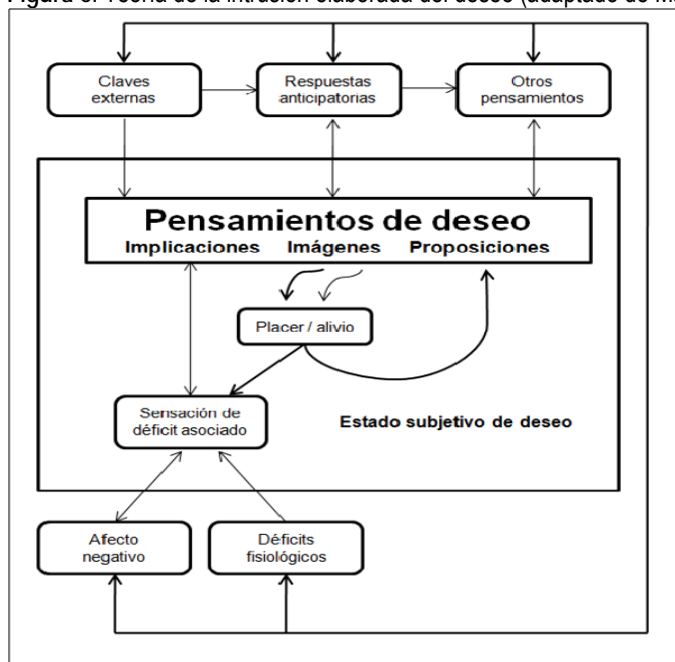 Figura 3. Teoría de la intrusión elaborada del deseo (adaptado de M
Claves
externas
Respuestas
anticipatorias
Otros
pensamientos
Pensamientos de deseo
Implicaciones Imágenes Proposiciones
Placer / alivio
Sensación de
déficit asociado
Estado subjetivo de deseo
Afecto
negativo
Déficits
fisiológicos